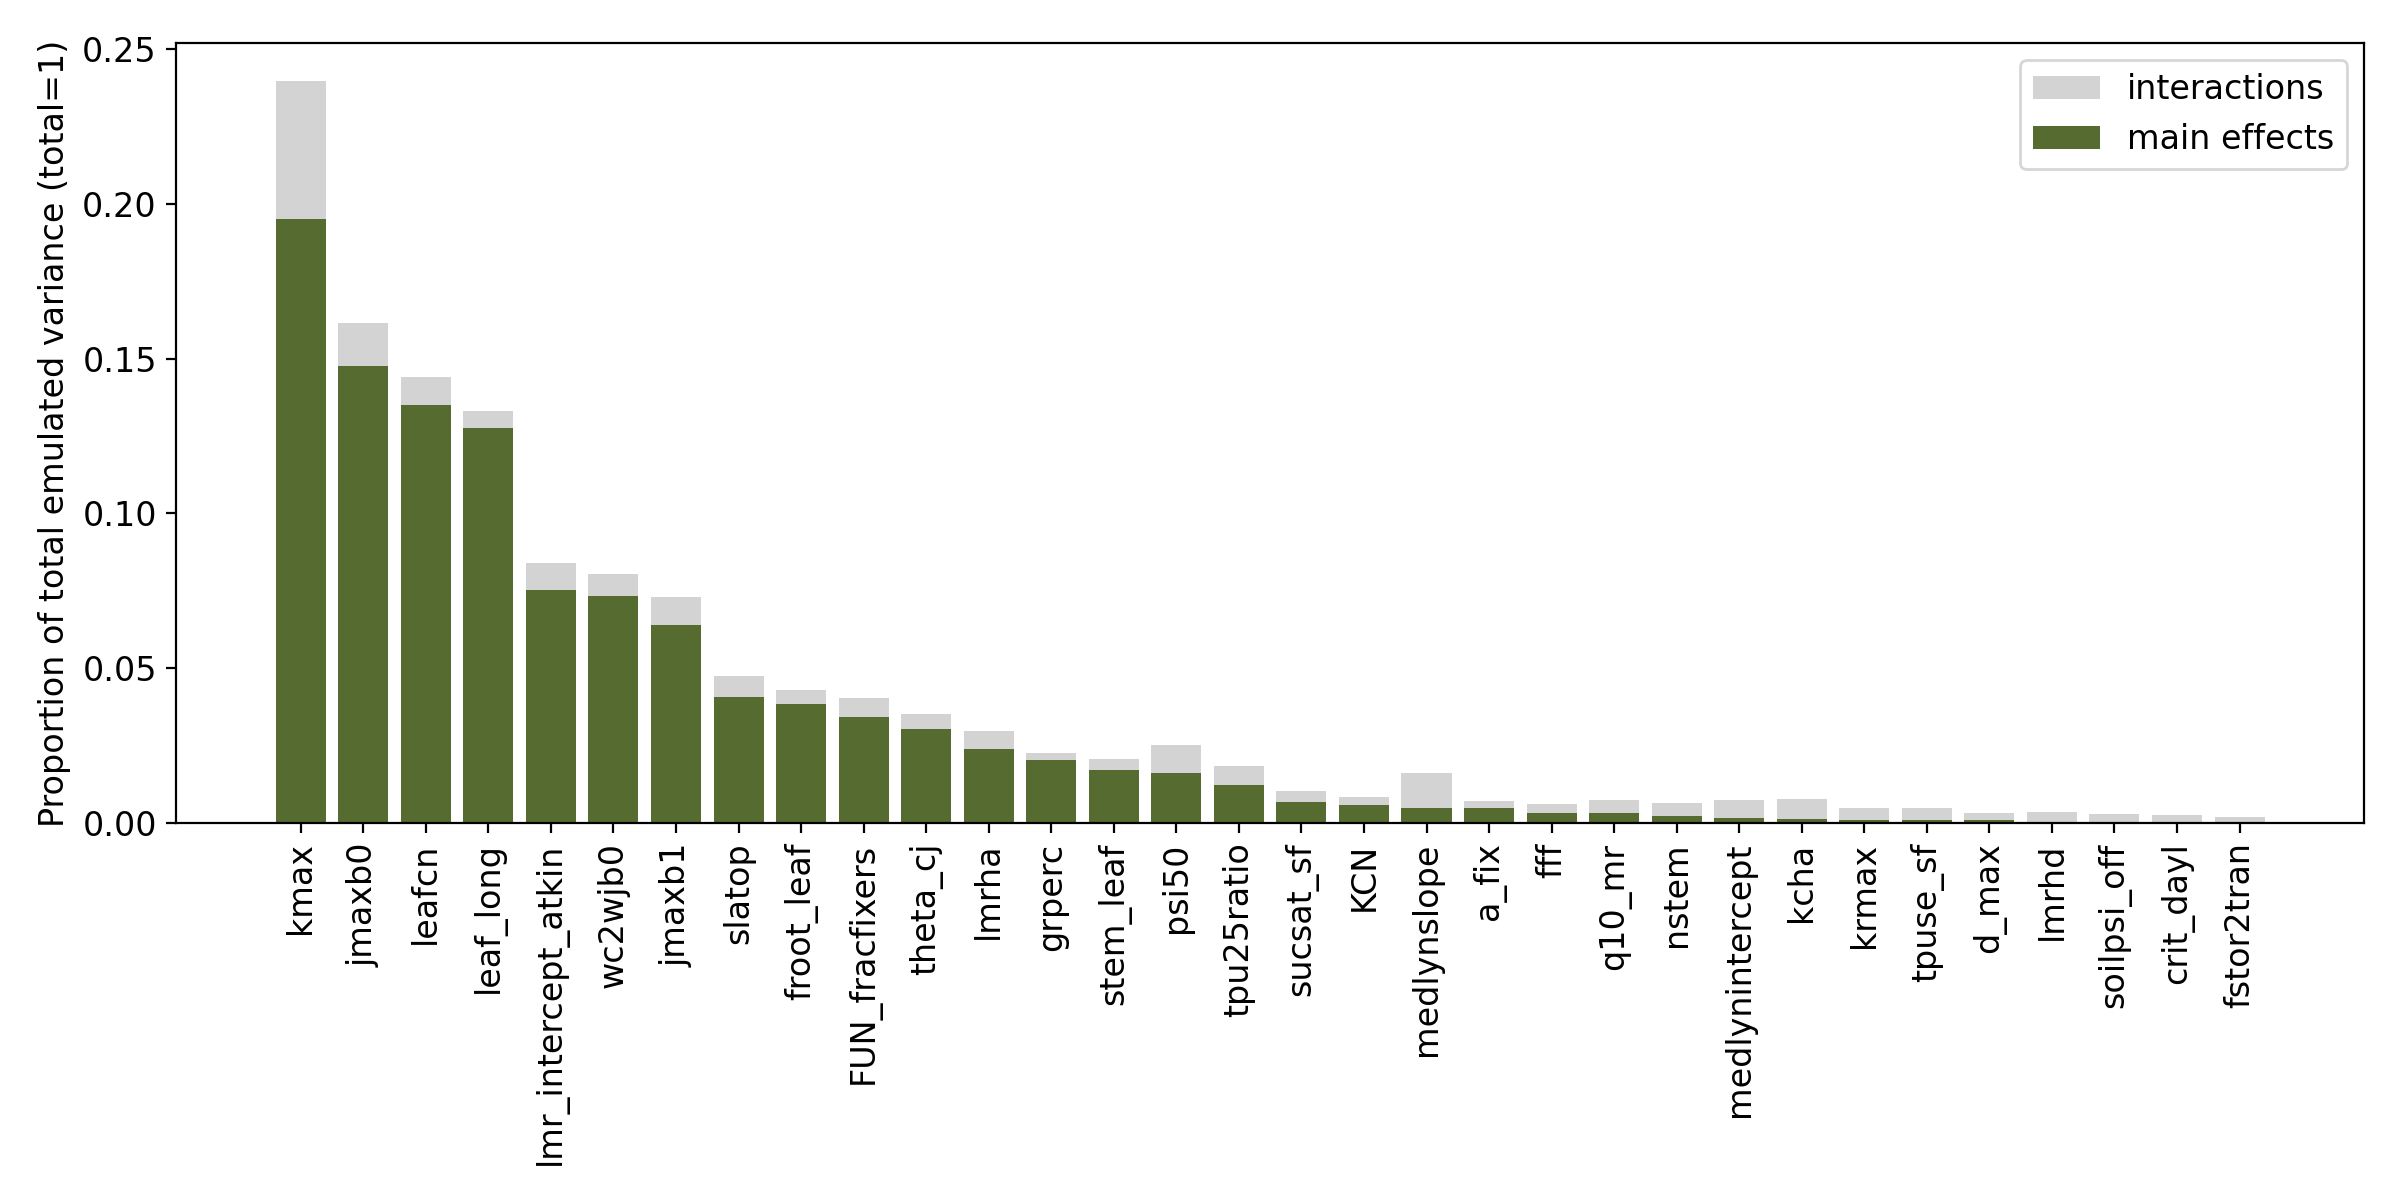 Proportion of total emulated variance (total=1)
0.25
0.20
0.15
0.10
0.05
0.00
interactions
main effects
kmax
jmaxb0
leafcn
leaf_long
lmr_intercept_atkin
wc2wjb0
jmaxb1
slatop
froot_leaf
FUN_fracfixers
theta_cj
lmrha
grperc
stem_leaf
psi50
tpu25ratio
sucsat_sf
KCN
medlynslope
a_fix
fff
q10_mr
nstem
medlynintercept
kcha
krmax
tpuse_sf
d_max
lmrhd
soilpsi_off
crit_dayl
fstor2tran